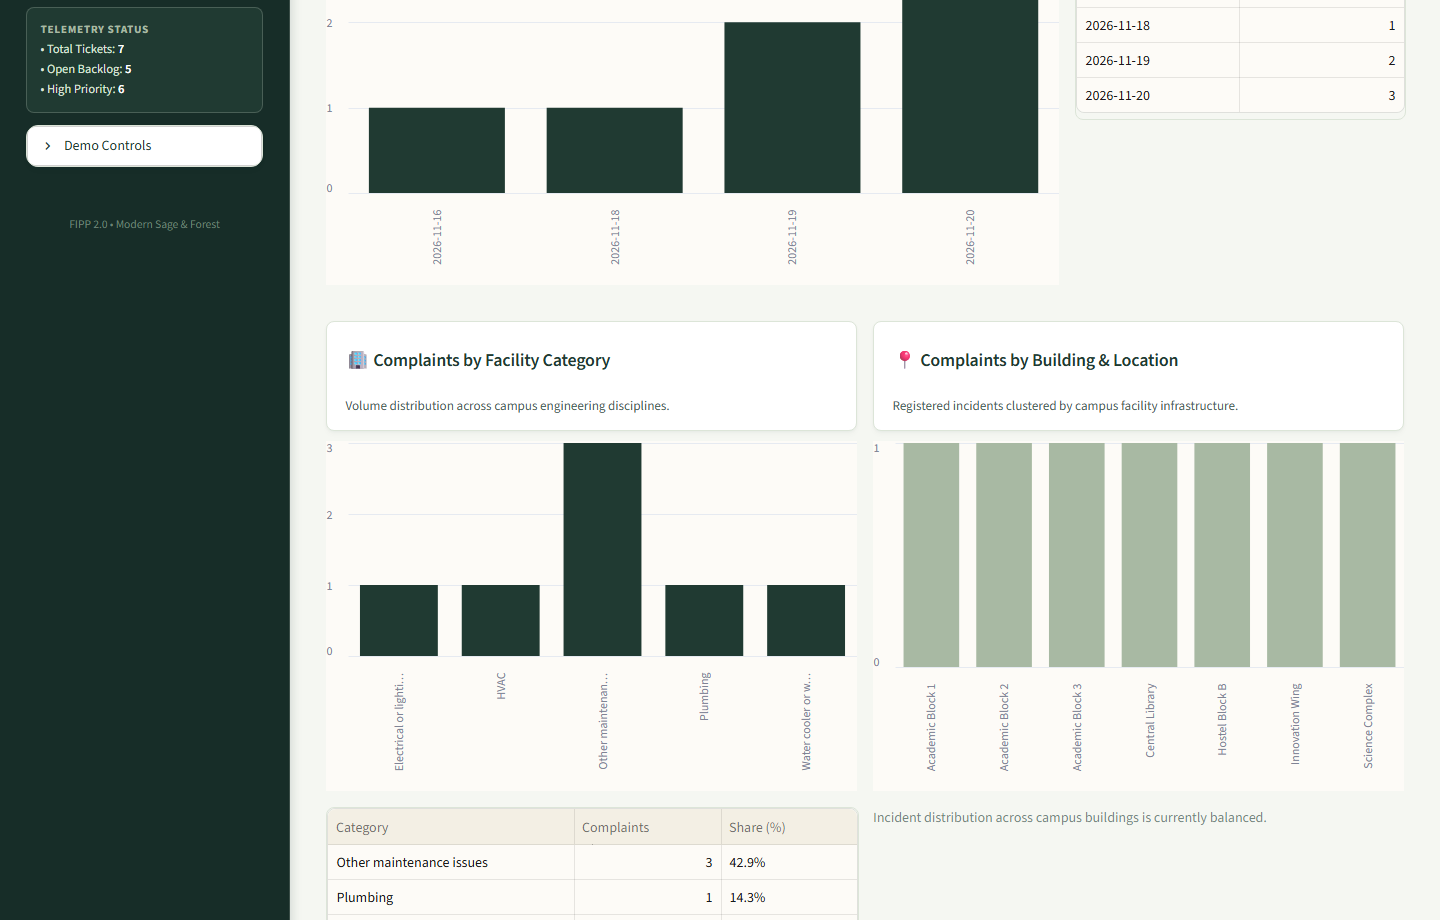 TELEMETRY STATUS
• Total Tickets: 7
• Open Backlog: 5
• High Priority: 6
Demo Controls
FIPP 2.0 • Modern Sage & Forest
2
1
0
2026-11-16
2026-11-18
2026-11-19
2026-11-20
2026-11-18 1
2026-11-19 2
2026-11-20 3
Complaints by Facility Category
Volume distribution across campus engineering disciplines.
3
2
1
0
Electrical or lighti…
HVAC
Other maintenan…
Plumbing
Water cooler or w…
Complaints by Building & Location
Registered incidents clustered by campus facility infrastructure.
1
0
Academic Block 1
Academic Block 2
Academic Block 3
Central Library
Hostel Block B
Innovation Wing
Science Complex
Category Complaints Share (%)
Other maintenance issues 3 42.9%
Plumbing 1 14.3%
Incident distribution across campus buildings is currently balanced.